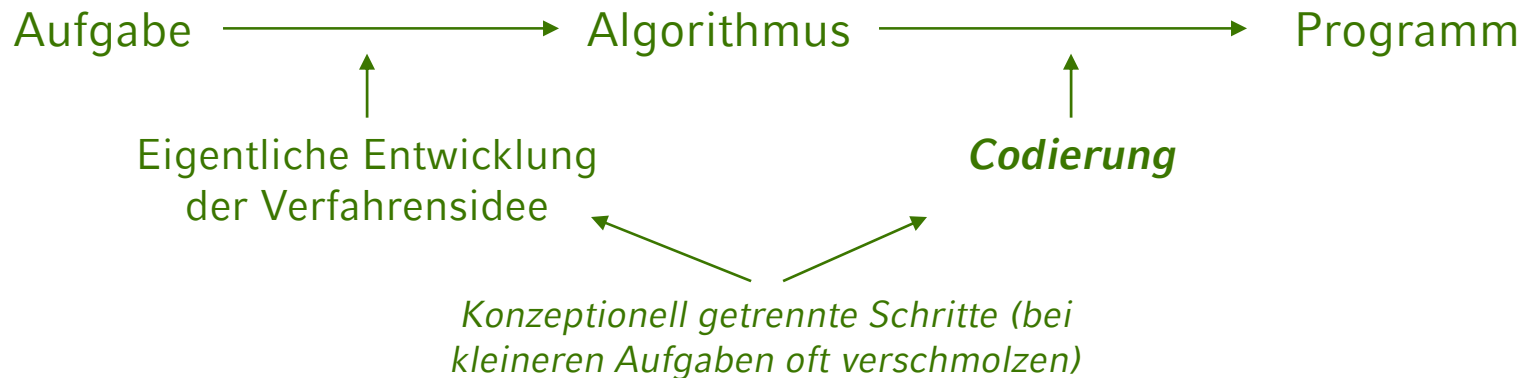 Aufgabe Algorithmus Programm
Eigentliche Entwicklung
der Verfahrensidee
Codierung
Konzeptionell getrennte Schritte (bei
kleineren Aufgaben oft verschmolzen)